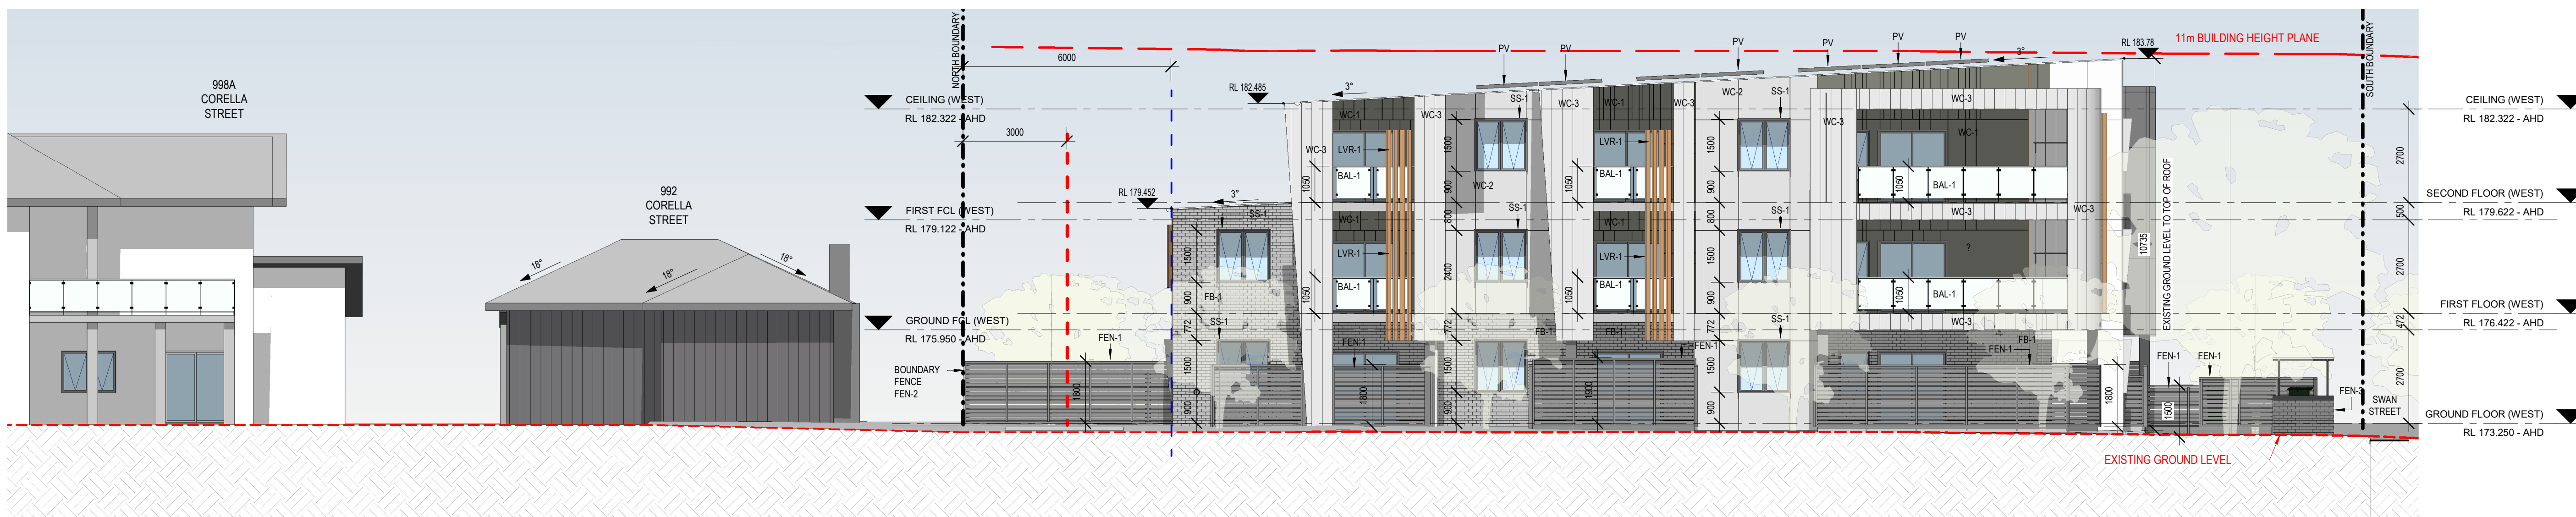 998A
CORELLA
STREET
992
CORELLA
STREET
18°
18°
18°
NORTH BOUNDARY
6000
3000
CEILING (WEST)
RL 182.322 - AHD
FIRST FCL (WEST)
RL 179.122 - AHD
GROUND FCL (WEST)
RL 175.950 - AHD
BOUNDARY
FENCE
FEN-2
FEN-1
1800
RL 179.452
3°
RL 182.485
3°
PV
PV
PV
PV
PV
PV
3°
RL 183.78
11m BUILDING HEIGHT PLANE
SOUTH BOUNDARY
SS-1
1500
900
772
1500
900
FB-1
SS-1
WC-3
1050
1050
WC-1
LVR-1
BAL-1
WC-1
LVR-1
BAL-1
FEN-1
1800
WC-3
SS-1
1500
900
WC-2
800
SS-1
2400
772
1500
900
WC-3
WC-1
WC-3
LVR-1
BAL-1
1050
WC-1
LVR-1
BAL-1
1050
FB-1
FB-1
FEN-1
1900
WC-2
SS-1
1500
900
800
SS-1
1500
900
772
SS-1
1500
900
WC-3
WC-3
WC-1
1050
BAL-1
WC-3
WC-3
?
1050
BAL-1
WC-3
FB-1
FEN-1
1800
10735
EXISTING GROUND LEVEL TO TOP OF ROOF
FEN-1
1500
FEN-1
FEN-3
SWAN
STREET
EXISTING GROUND LEVEL
2700
500
2700
472
2700
CEILING (WEST)
RL 182.322 - AHD
SECOND FLOOR (WEST)
RL 179.622 - AHD
FIRST FLOOR (WEST)
RL 176.422 - AHD
GROUND FLOOR (WEST)
RL 173.250 - AHD